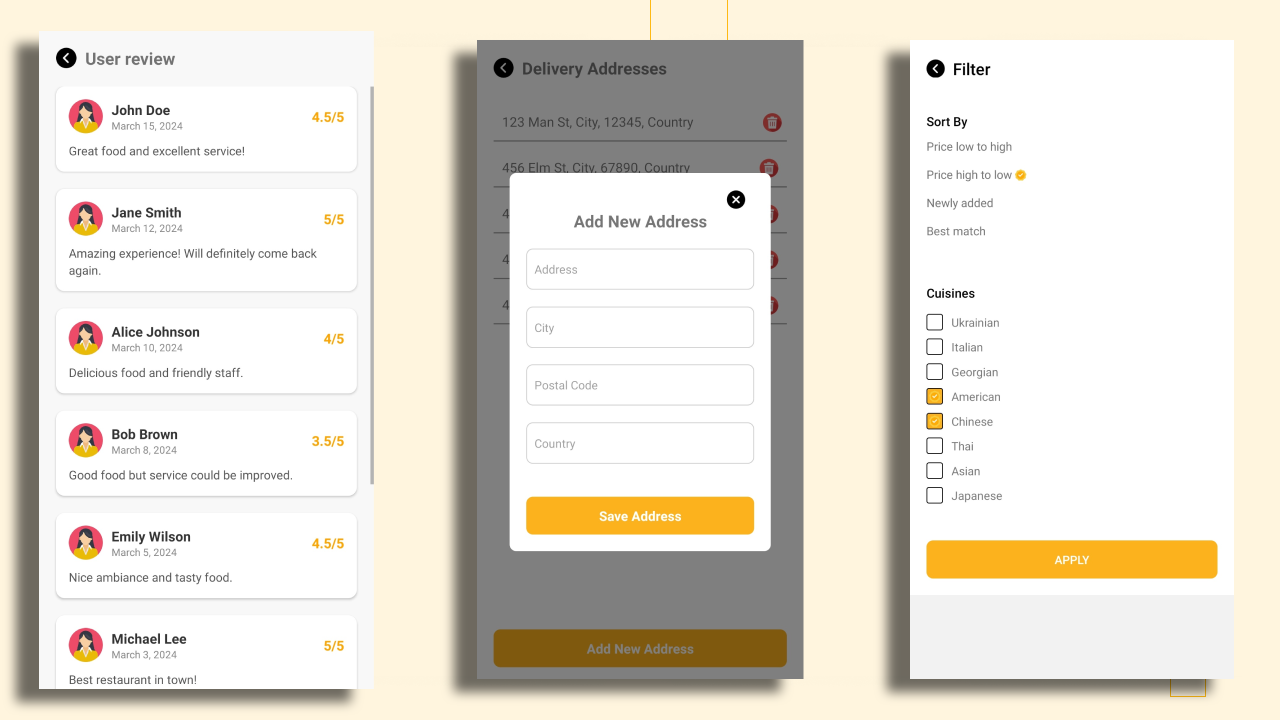 User review
John Doe
March 15, 2024
4.5/5
Great food and excellent service!
Jane Smith
March 12, 2024
5/5
Amazing experience! Will definitely come back
again.
Alice Johnson
March 10, 2024
4/5
Delicious food and friendly staff.
Bob Brown
March 8, 2024
3.5/5
Good food but service could be improved.
Emily Wilson
March 5, 2024
4.5/5
Nice ambiance and tasty food.
Michael Lee
March 3, 2024
5/5
Best restaurant in town!
Delivery Addresses
123 Man St, City, 12345, Country
456 Elm St, City, 67890, Country
4
4
4
Add New Address
Address
City
Postal Code
Country
Save Address
Add New Address
Filter
Sort By
Price low to high
Price high to low
Newly added
Best match
Cuisines
Ukrainian
Italian
Georgian
American
Chinese
Thai
Asian
Japanese
APPLY